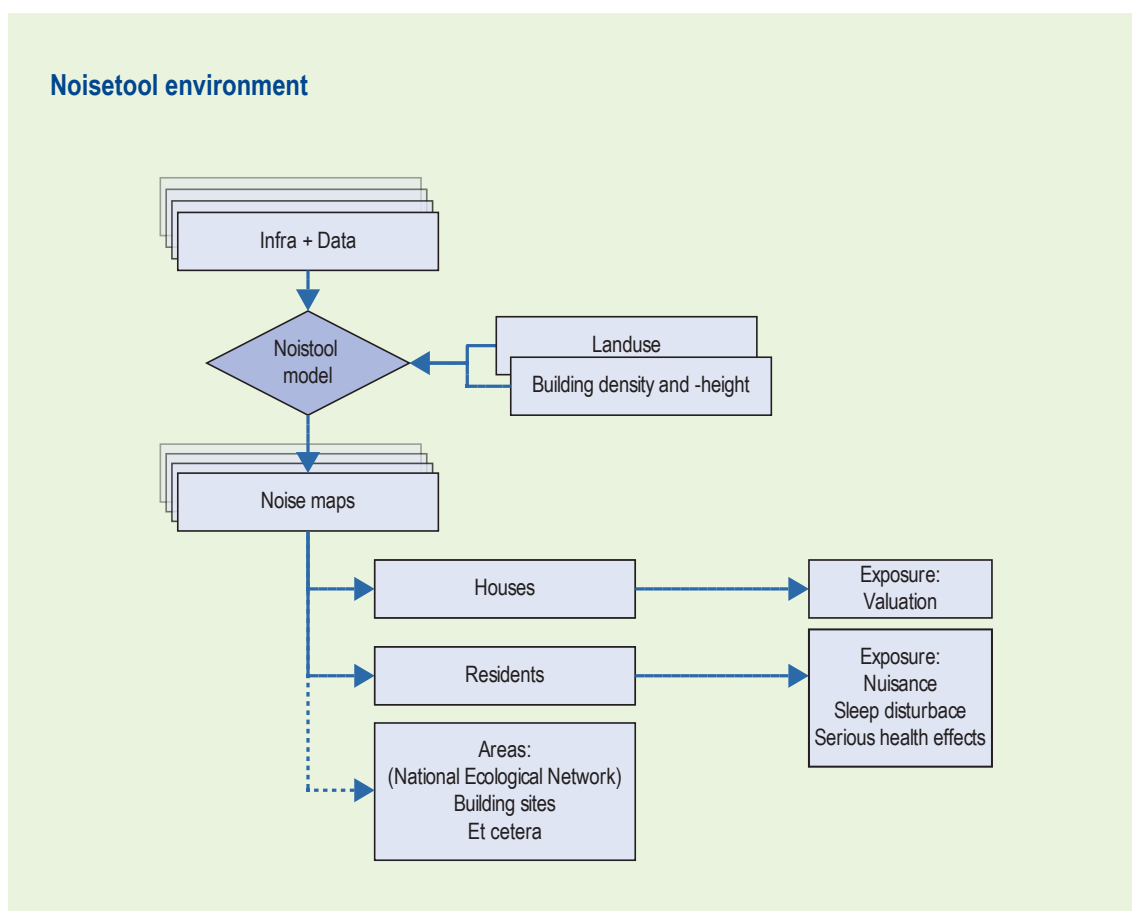 Noisetool environment
Infra + Data
Noistool
model
Landuse
Building density and -height
Noise maps
Houses
Exposure:
Valuation
Residents
Exposure:
Nuisance
Sleep disturbace
Serious health effects
Areas:
(National Ecological Network)
Building sites
Et cetera